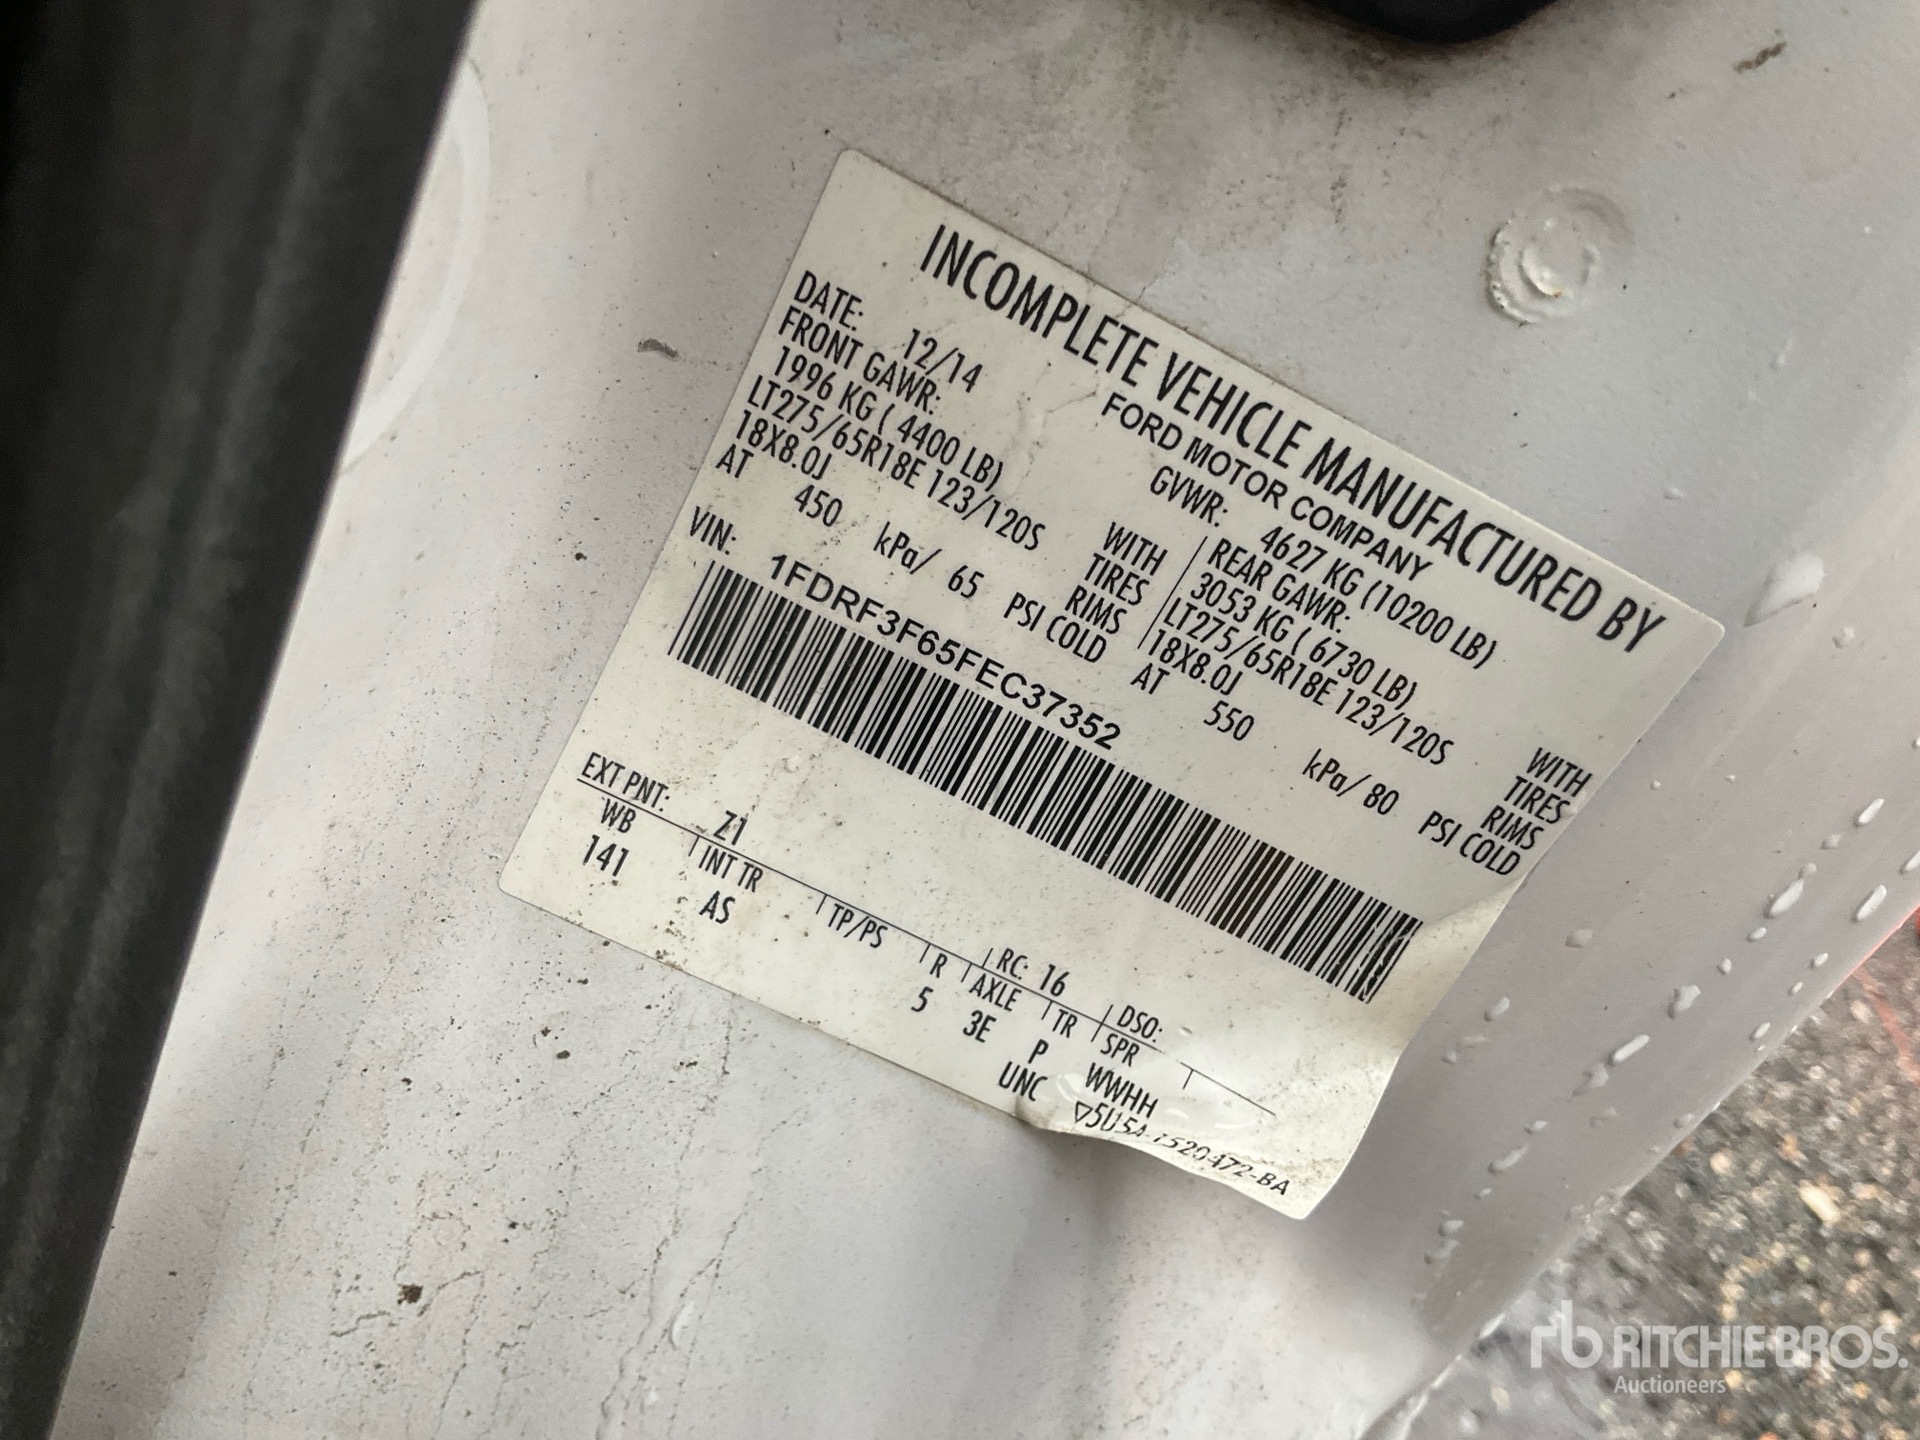 INCOMPLETE VEHICLE MANUFACTURED BY
FORD MOTOR COMPANY
DATE: 12/14 GVWR: 4627 KG (10200 LB)
FRONT GAWR: REAR GAWR:
1996 KG ( 4400 LB) WITH 3053 KG ( 6730 LB) WITH
LT275/65R18E 123/120S TIRES LT275/65R18E 123/120S TIRES
18X8.0J RIMS 18X8.0J RIMS
AT 450 kPa/ 65 PSI COLD AT 550 kPa/ 80 PSI COLD
VIN: 1FDRF3F65FEC37352
EXT PNT: Z1 RC: 16 DSO:
WB INT TR TP/PS R AXLE TR SPR
141 AS 5 3E P WWHH
UNC ▽5U5A-1520472-BA
rb RITCHIE BROS.
Auctioneers